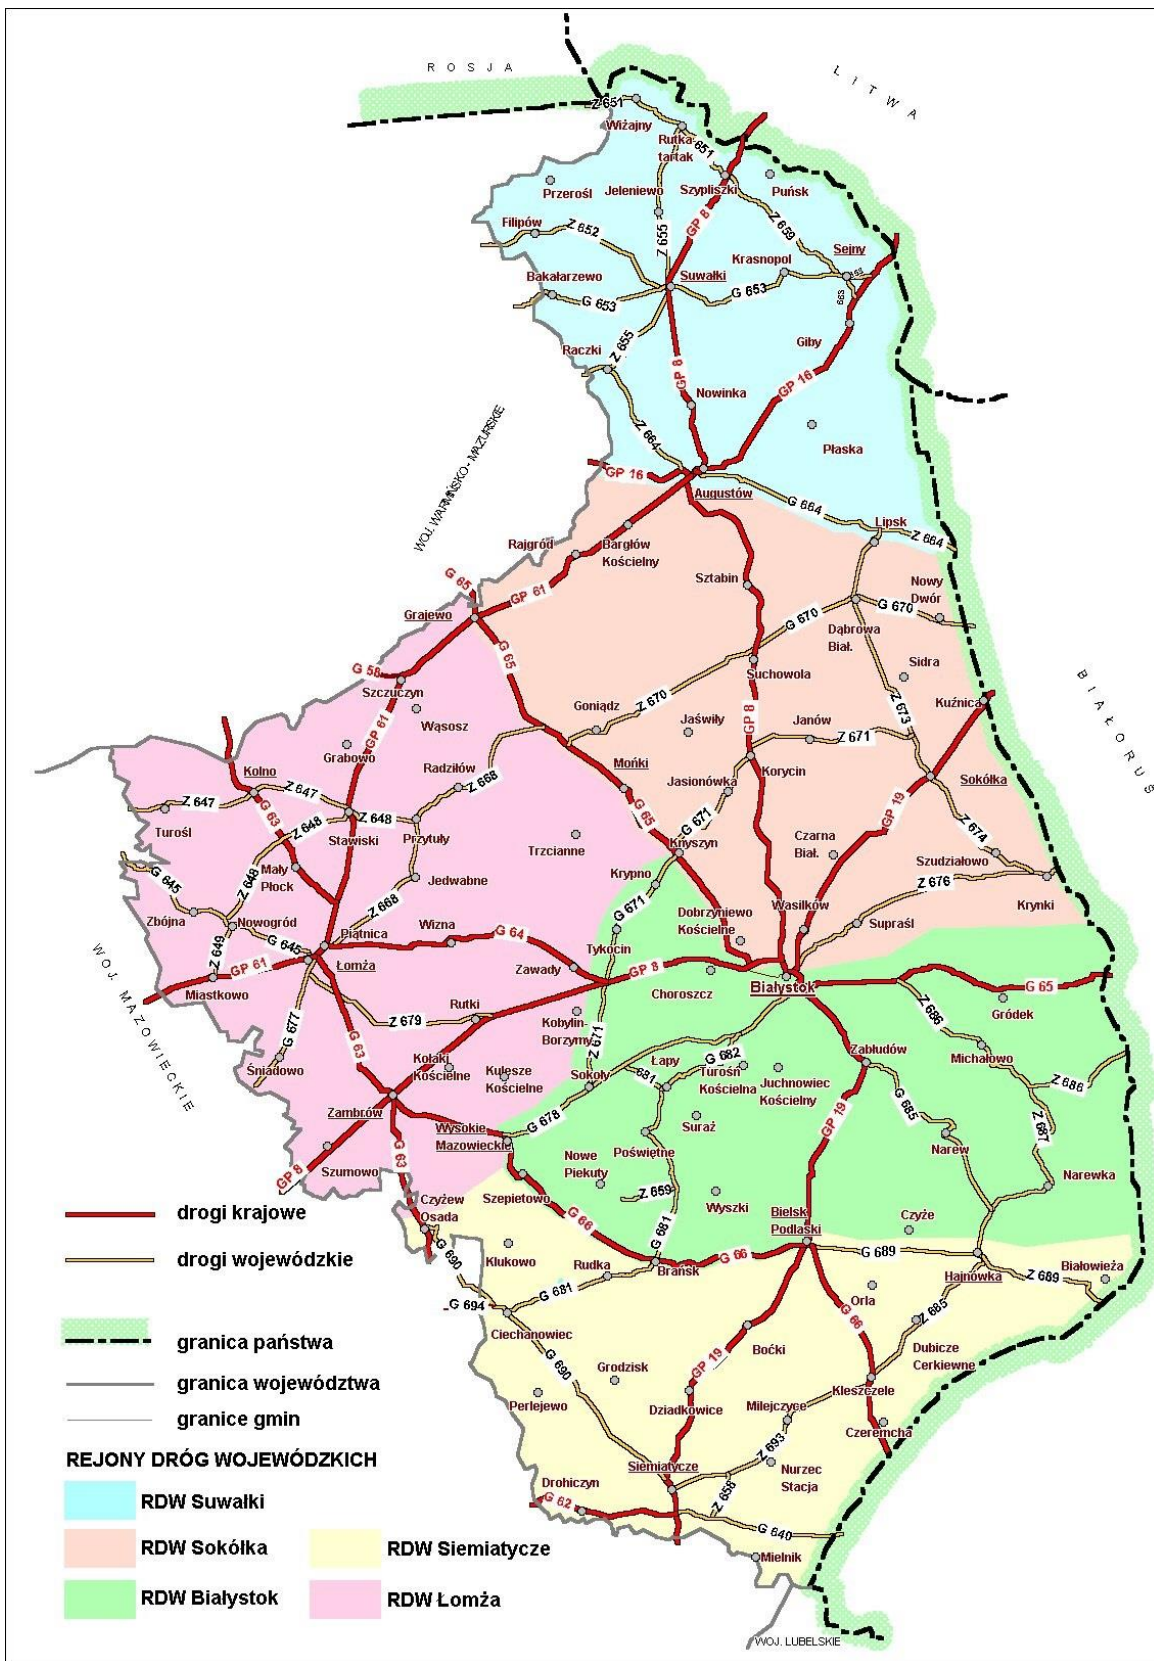 ROSJA
LITWA
Z 651
Wiżajny
Rutka-
tartak
651
Szypliszki
Puńsk
Przerośl
Jeleniewo
GP 8
Z 655
Z 659
Filipów
Z 652
Krasnopol
Sejny
Suwałki
Bakałarzewo
G 653
G 653
653
663
Giby
Z 655
Raczki
GP 8
GP 16
Nowinka
Płaska
Z 664
WOJ. WARMIŃSKO - MAZURSKIE
GP 16
Augustów
G 664
Lipsk
Z 664
Rajgród
Bargłów
Kościelny
Sztabin
Nowy
Dwór
G 65
GP 61
Grajewo
G 670
G 670
Dąbrowa
Biał.
G 65
G 58
Szczuczyn
Suchowola
Sidra
Kuźnica
BIAŁORUŚ
Wąsosz
Goniądz
Z 670
Jaświły
GP 8
Janów
Z 671
Z 673
GP 61
Grabowo
Radziłów
Kolno
Mońki
Jasionówka
Korycin
Sokółka
Z 668
Z 647
Z 647
G 63
Z 648
Z 648
Turośl
Stawiski
Przytuły
G 65
G 671
GP 19
Z 674
Trzcianne
Knyszyn
Czarna
Biał.
Szudziałowo
Mały
Płock
G 645
Jedwabne
Krypno
Z 676
Z 648
Zbójna
Nowogród
Z 668
Wizna
G 671
Dobrzyniewo
Kościelne
Wasilków
Supraśl
Krynki
Piątnica
G 64
Tykocin
Z 649
G 645
Łomża
GP 61
Zawady
GP 8
Choroszcz
Białystok
G 65
Miastkowo
WOJ. MAZOWIECKIE
Rutki
Kobylin-
Borzymy
Gródek
Z 686
G 677
Z 679
Z 671
G 63
Śniadowo
Kołaki
Kościelne
Kulesze
Kościelne
Sokoły
Łapy
681
G 682
Turośń
Kościelna
Juchnowiec
Kościelny
Zabłudów
Michałowo
Z 686
Zambrów
Wysokie
Mazowieckie
G 678
Suraż
GP 19
G 685
Z 687
Szumowo
GP 8
G 63
Nowe
Piekuty
Poświętne
Narew
Narewka
Z 659
drogi krajowe
Czyżew
Osada
Szepietowo
Wyszki
Bielsk
Podlaski
Czyże
G 66
G 681
drogi wojewódzkie
G 690
Klukowo
Rudka
Brańsk
G 66
G 689
Hajnówka
Białowieża
Z 689
G 694
G 681
Orla
Z 685
Ciechanowiec
G 66
granica państwa
G 690
Grodzisk
GP 19
Boćki
Dubicze
Cerkiewne
granica województwa
Perlejewo
Kleszczele
granice gmin
Dziadkowice
Milejczyce
Czeremcha
REJONY DRÓG WOJEWÓDZKICH
Z 693
Siemiatycze
Nurzec
Stacja
RDW Suwałki
Drohiczyn
G 62
Z 658
G 640
RDW Sokółka
RDW Siemiatycze
Mielnik
RDW Białystok
RDW Łomża
WOJ. LUBELSKIE